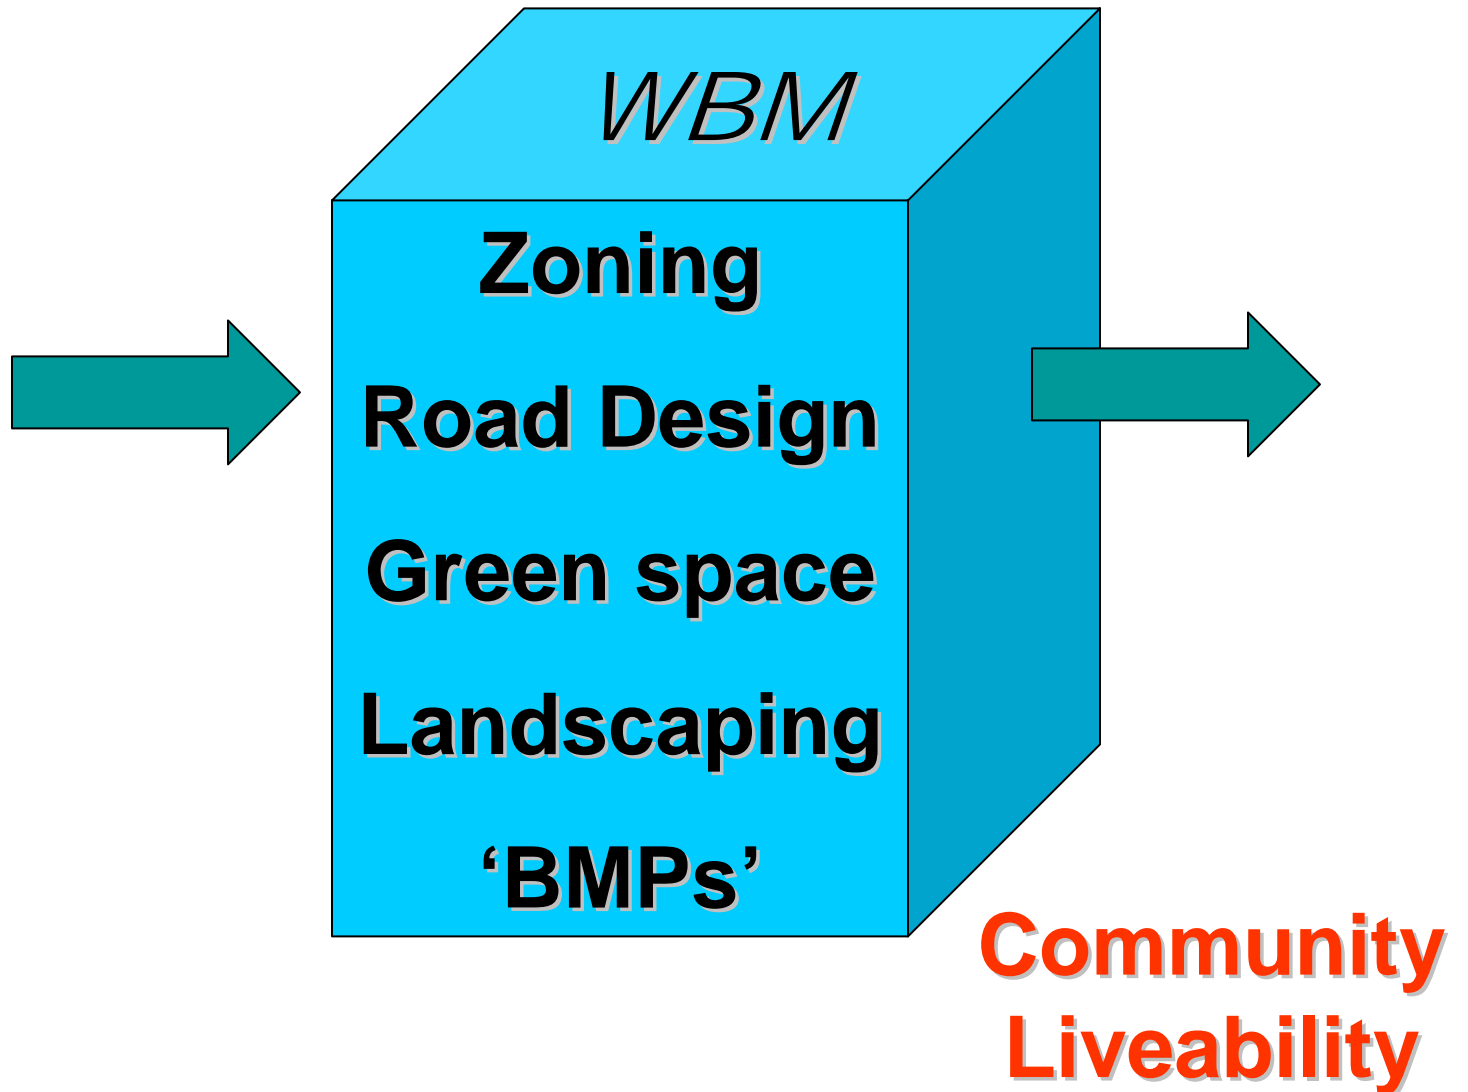 WBM
Zoning
Road Design
Green space
Landscaping
‘BMPs’
Community
Liveability